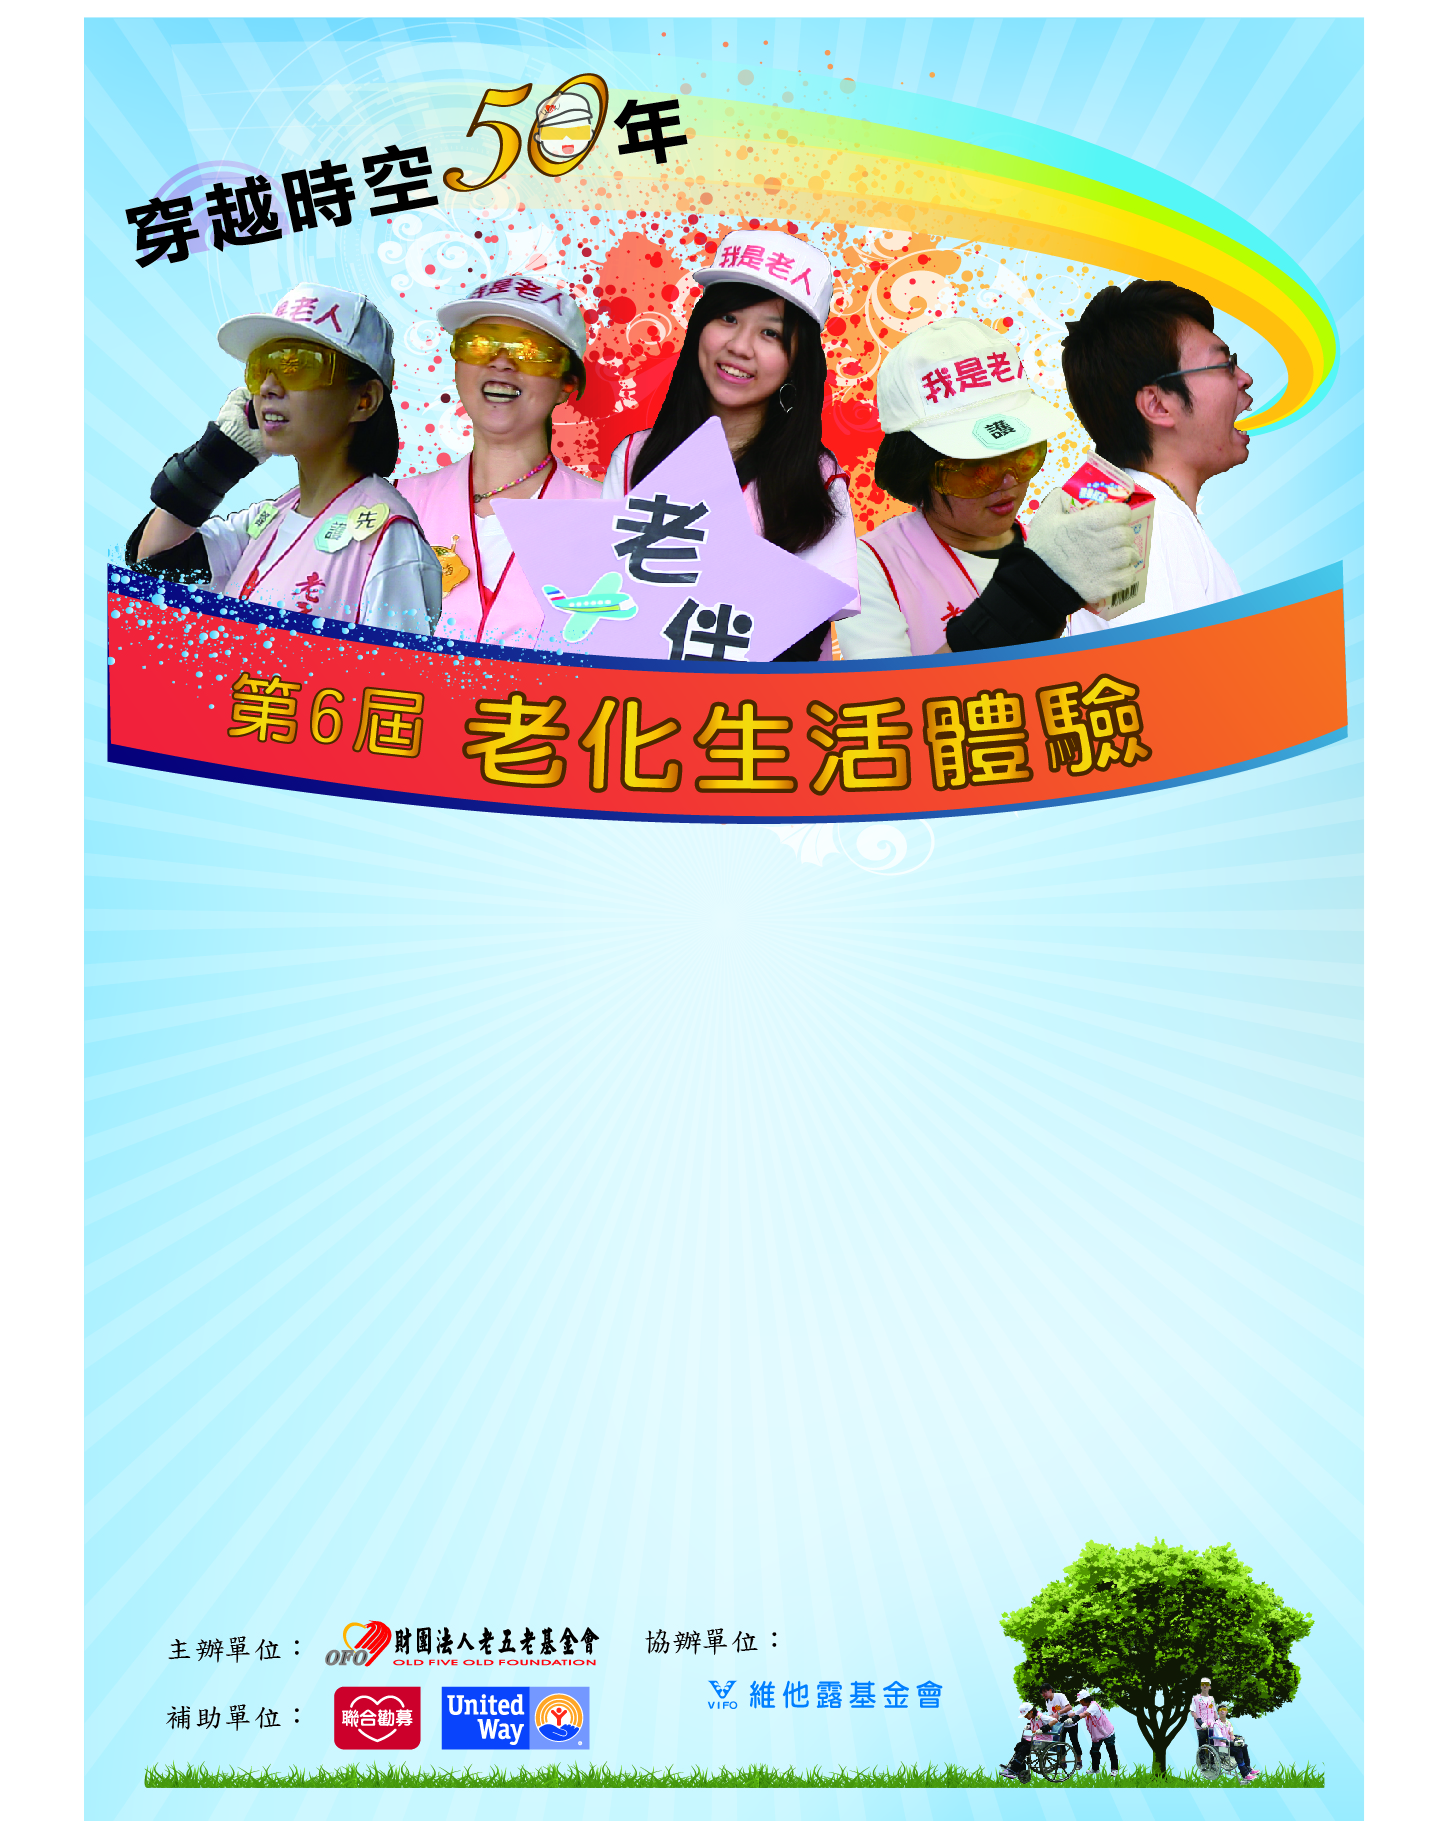 穿越時空50年
我是老人
是老人
我是老人
我是老人
護
護
先
老
伴
第6屆 老化生活體驗
主辦單位：
OFO
財團法人老五老基金會
OLD FIVE OLD FOUNDATION
協辦單位：
VIFO
維他露基金會
補助單位：
聯合勸募
United
Way